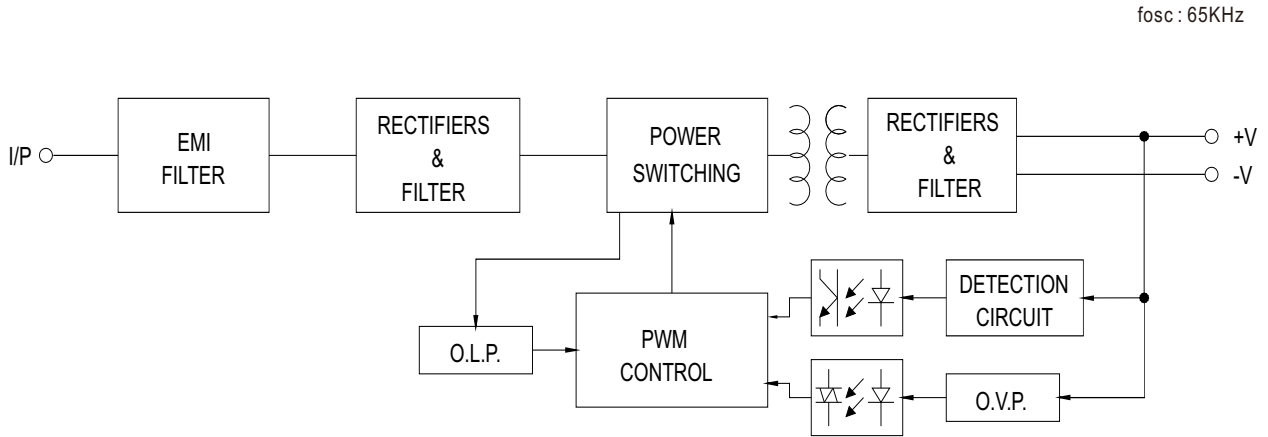 fosc : 65KHz
I/P
EMI
FILTER
RECTIFIERS
&
FILTER
POWER
SWITCHING
RECTIFIERS
&
FILTER
+V
-V
O.L.P.
PWM
CONTROL
DETECTION
CIRCUIT
O.V.P.